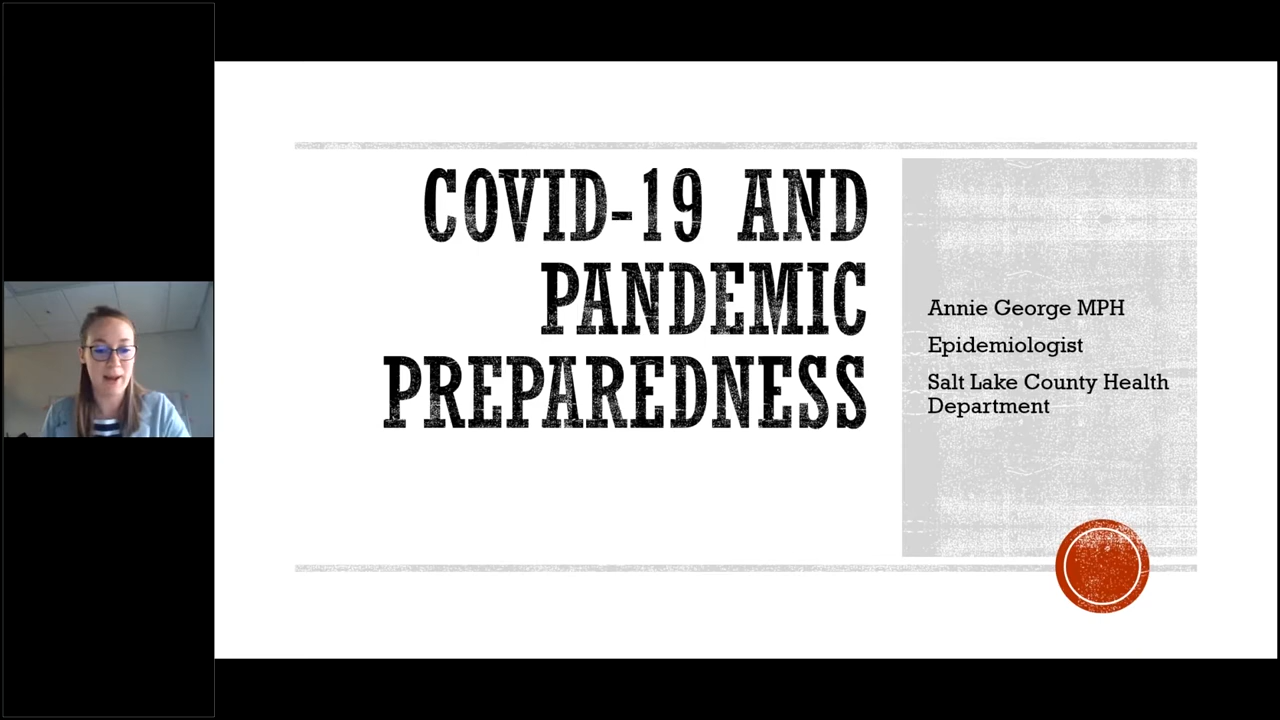 COVID-19 AND
PANDEMIC
PREPAREDNESS
Annie George MPH
Epidemiologist
Salt Lake County Health
Department